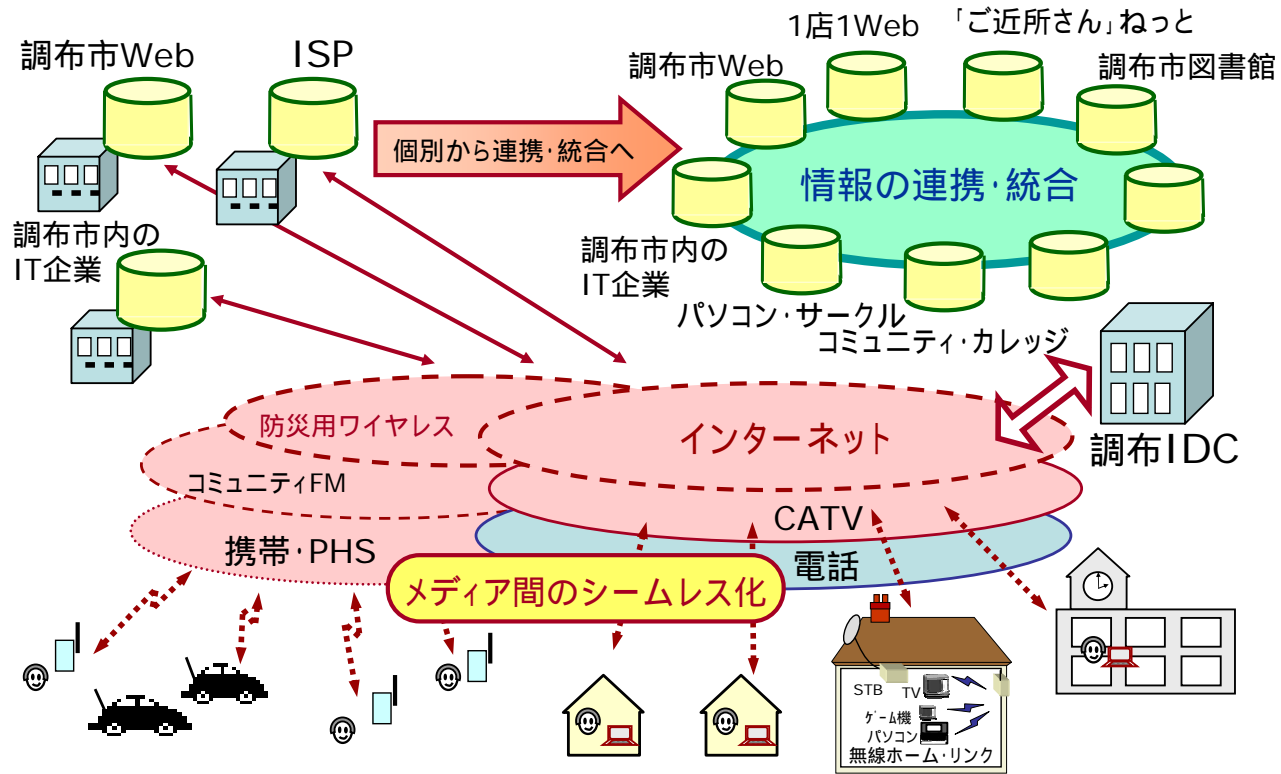 調布市Web
ISP
調布市内の
IT企業
個別から連携・統合へ
1店1Web
「ご近所さん」ねっと
調布市Web
調布市図書館
情報の連携・統合
調布市内の
IT企業
パソコン・サークル
コミュニティ・カレッジ
防災用ワイヤレス
インターネット
調布IDC
コミュニティFM
CATV
携帯・PHS
電話
メディア間のシームレス化
STB
TV
ゲーム機
パソコン
無線ホーム・リンク